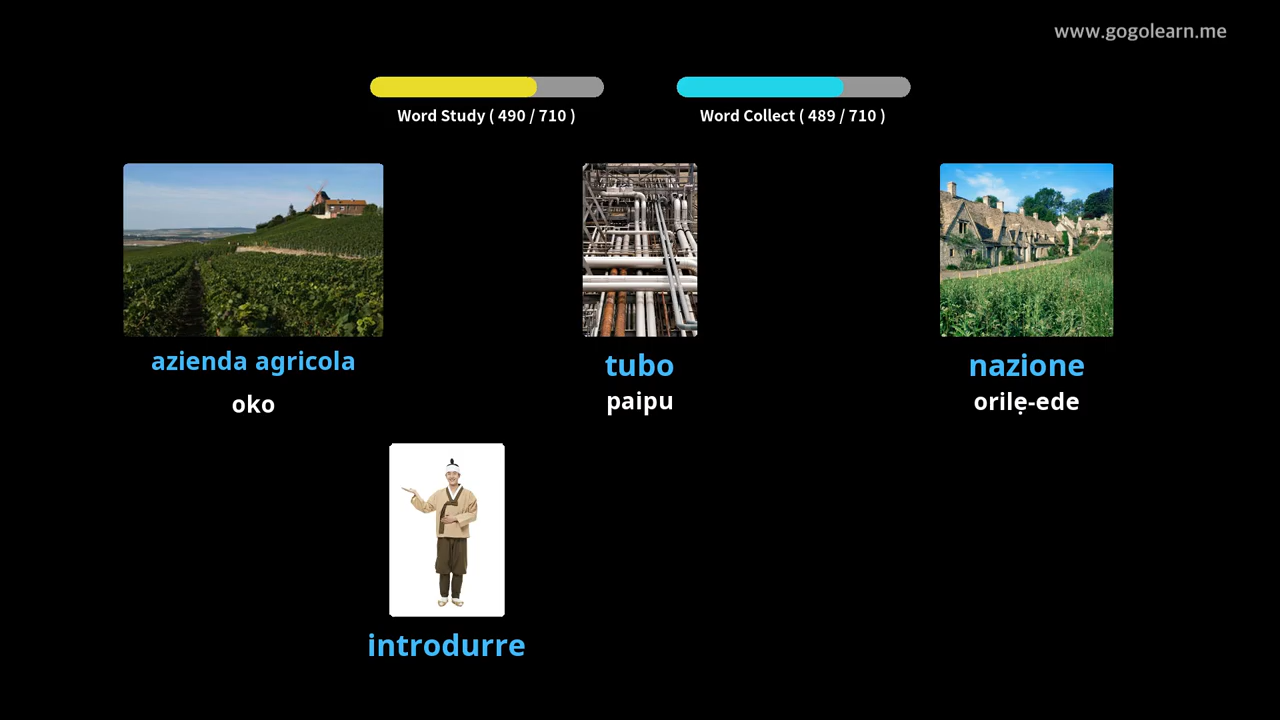 www.gogolearn.me
Word Study ( 490 / 710 )
Word Collect ( 489 / 710 )
azienda agricola
tubo
nazione
oko
paipu
orilẹ-ede
introdurre